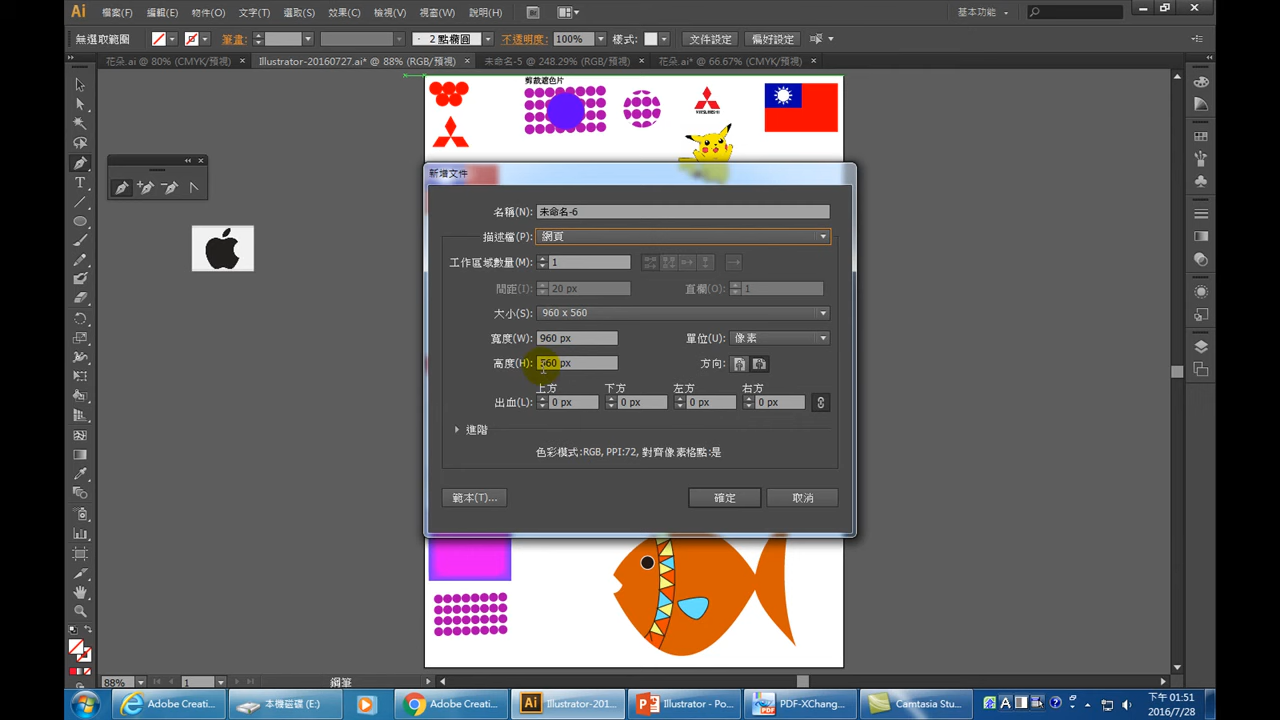 Ai 檔案(F) 編輯(E) 物件(O) 文字(T) 選取(S) 效果(C) 檢視(V) 視窗(W) 說明(H) Br 基本功能
無選取範圍 筆畫: 2 點橢圓 不透明度: 100% 樣式: 文件設定 偏好設定
花朵.ai @ 80% (CMYK/預視) × Illustrator-20160727.ai* @ 88% (RGB/預視) × 未命名-5 @ 248.29% (RGB/預視) × 花朵.ai* @ 66.67% (CMYK/預視) ×
剪裁遮色片
新增文件
名稱(N): 未命名-6
描述檔(P): 網頁
工作區域數量(M): 1
間距(I): 20 px 直欄(O): 1
大小(S): 960 x 560
寬度(W): 960 px 單位(U): 像素
高度(H): 560 px 方向:
上方 下方 左方 右方
出血(L): 0 px 0 px 0 px 0 px
進階
色彩模式:RGB, PPI:72, 對齊像素格點:是
範本(T)... 確定 取消
88% 1 鋼筆
Adobe Creati... 本機磁碟 (E:) Adobe Creati... Illustrator-201... Illustrator - Po... PDF-XChang... Camtasia Stu... 下午 01:51
2016/7/28